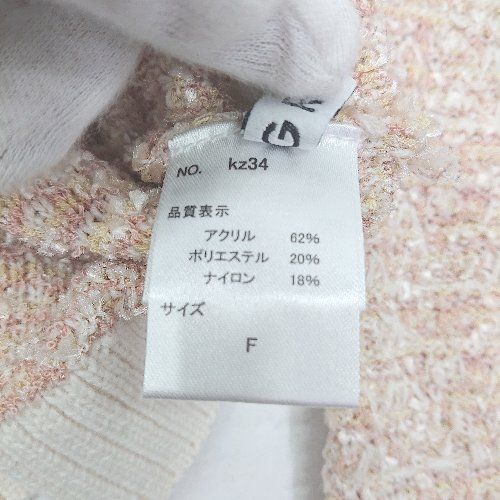 NO. kz34
品質表示
アクリル 62%
ポリエステル 20%
ナイロン 18%
サイズ
F